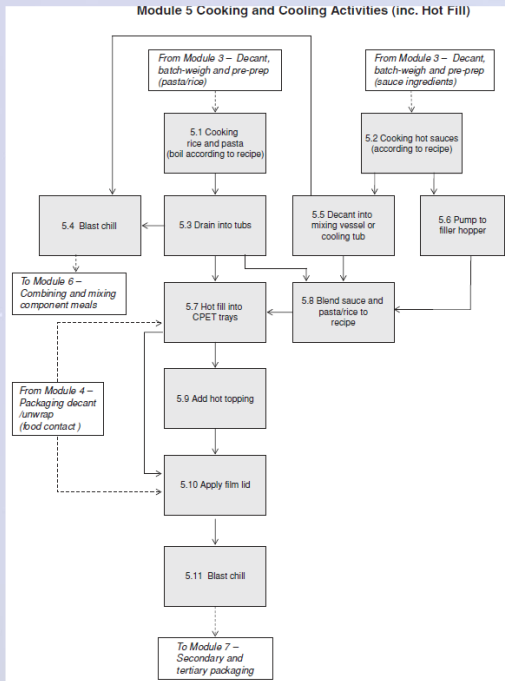 Module 5 Cooking and Cooling Activities (inc. Hot Fill)
From Module 3 – Decant,
batch-weigh and pre-prep
(pasta/rice)
From Module 3 – Decant,
batch-weigh and pre-prep
(sauce ingredients)
5.1 Cooking
rice and pasta
(boil according to recipe)
5.2 Cooking hot sauces
(according to recipe)
5.4 Blast chill
5.3 Drain into tubs
5.5 Decant into
mixing vessel or
cooling tub
5.6 Pump to
filler hopper
To Module 6 –
Combining and mixing
component meals
5.7 Hot fill into
CPET trays
5.8 Blend sauce and
pasta/rice to
recipe
From Module 4 –
Packaging decant
/unwrap
(food contact )
5.9 Add hot topping
5.10 Apply film lid
5.11 Blast chill
To Module 7 –
Secondary and
tertiary packaging